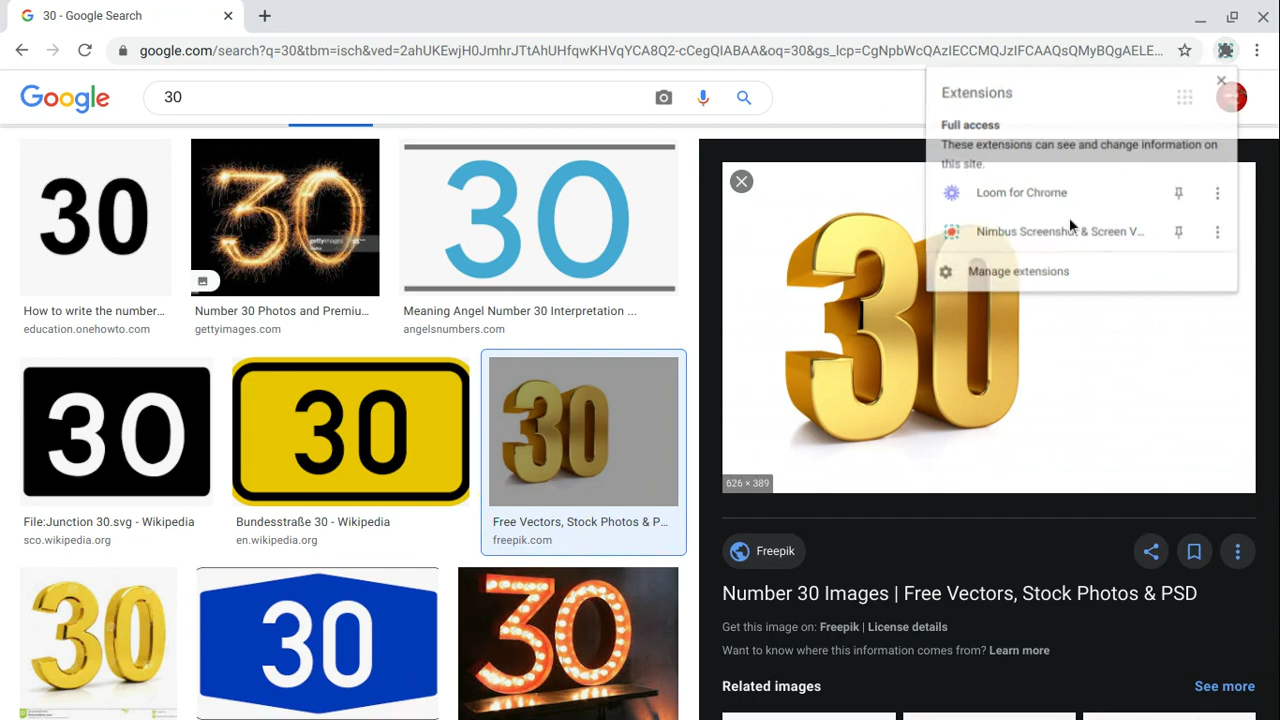 30 - Google Search
google.com/search?q=30&tbm=isch&ved=2ahUKEwjH0JmhrJTtAhUHfqwKHVqYCA8Q2-cCegQIABAA&oq=30&gs_lcp=CgNpbWcQAzIECCMQJzIFCAAQsQMyBQgAELE...
Google
30
Extensions
Full access
These extensions can see and change information on
this site.
Loom for Chrome
Nimbus Screenshot & Screen V...
Manage extensions
30
30
gettyimages
30
How to write the number...
education.onehowto.com
Number 30 Photos and Premiu...
gettyimages.com
Meaning Angel Number 30 Interpretation ...
angelsnumbers.com
30
30
30
30
626 × 389
File:Junction 30.svg - Wikipedia
sco.wikipedia.org
Bundesstraße 30 - Wikipedia
en.wikipedia.org
Free Vectors, Stock Photos & P...
freepik.com
Freepik
Number 30 Images | Free Vectors, Stock Photos & PSD
Get this image on: Freepik | License details
Want to know where this information comes from? Learn more
Related images
See more
30
30
30